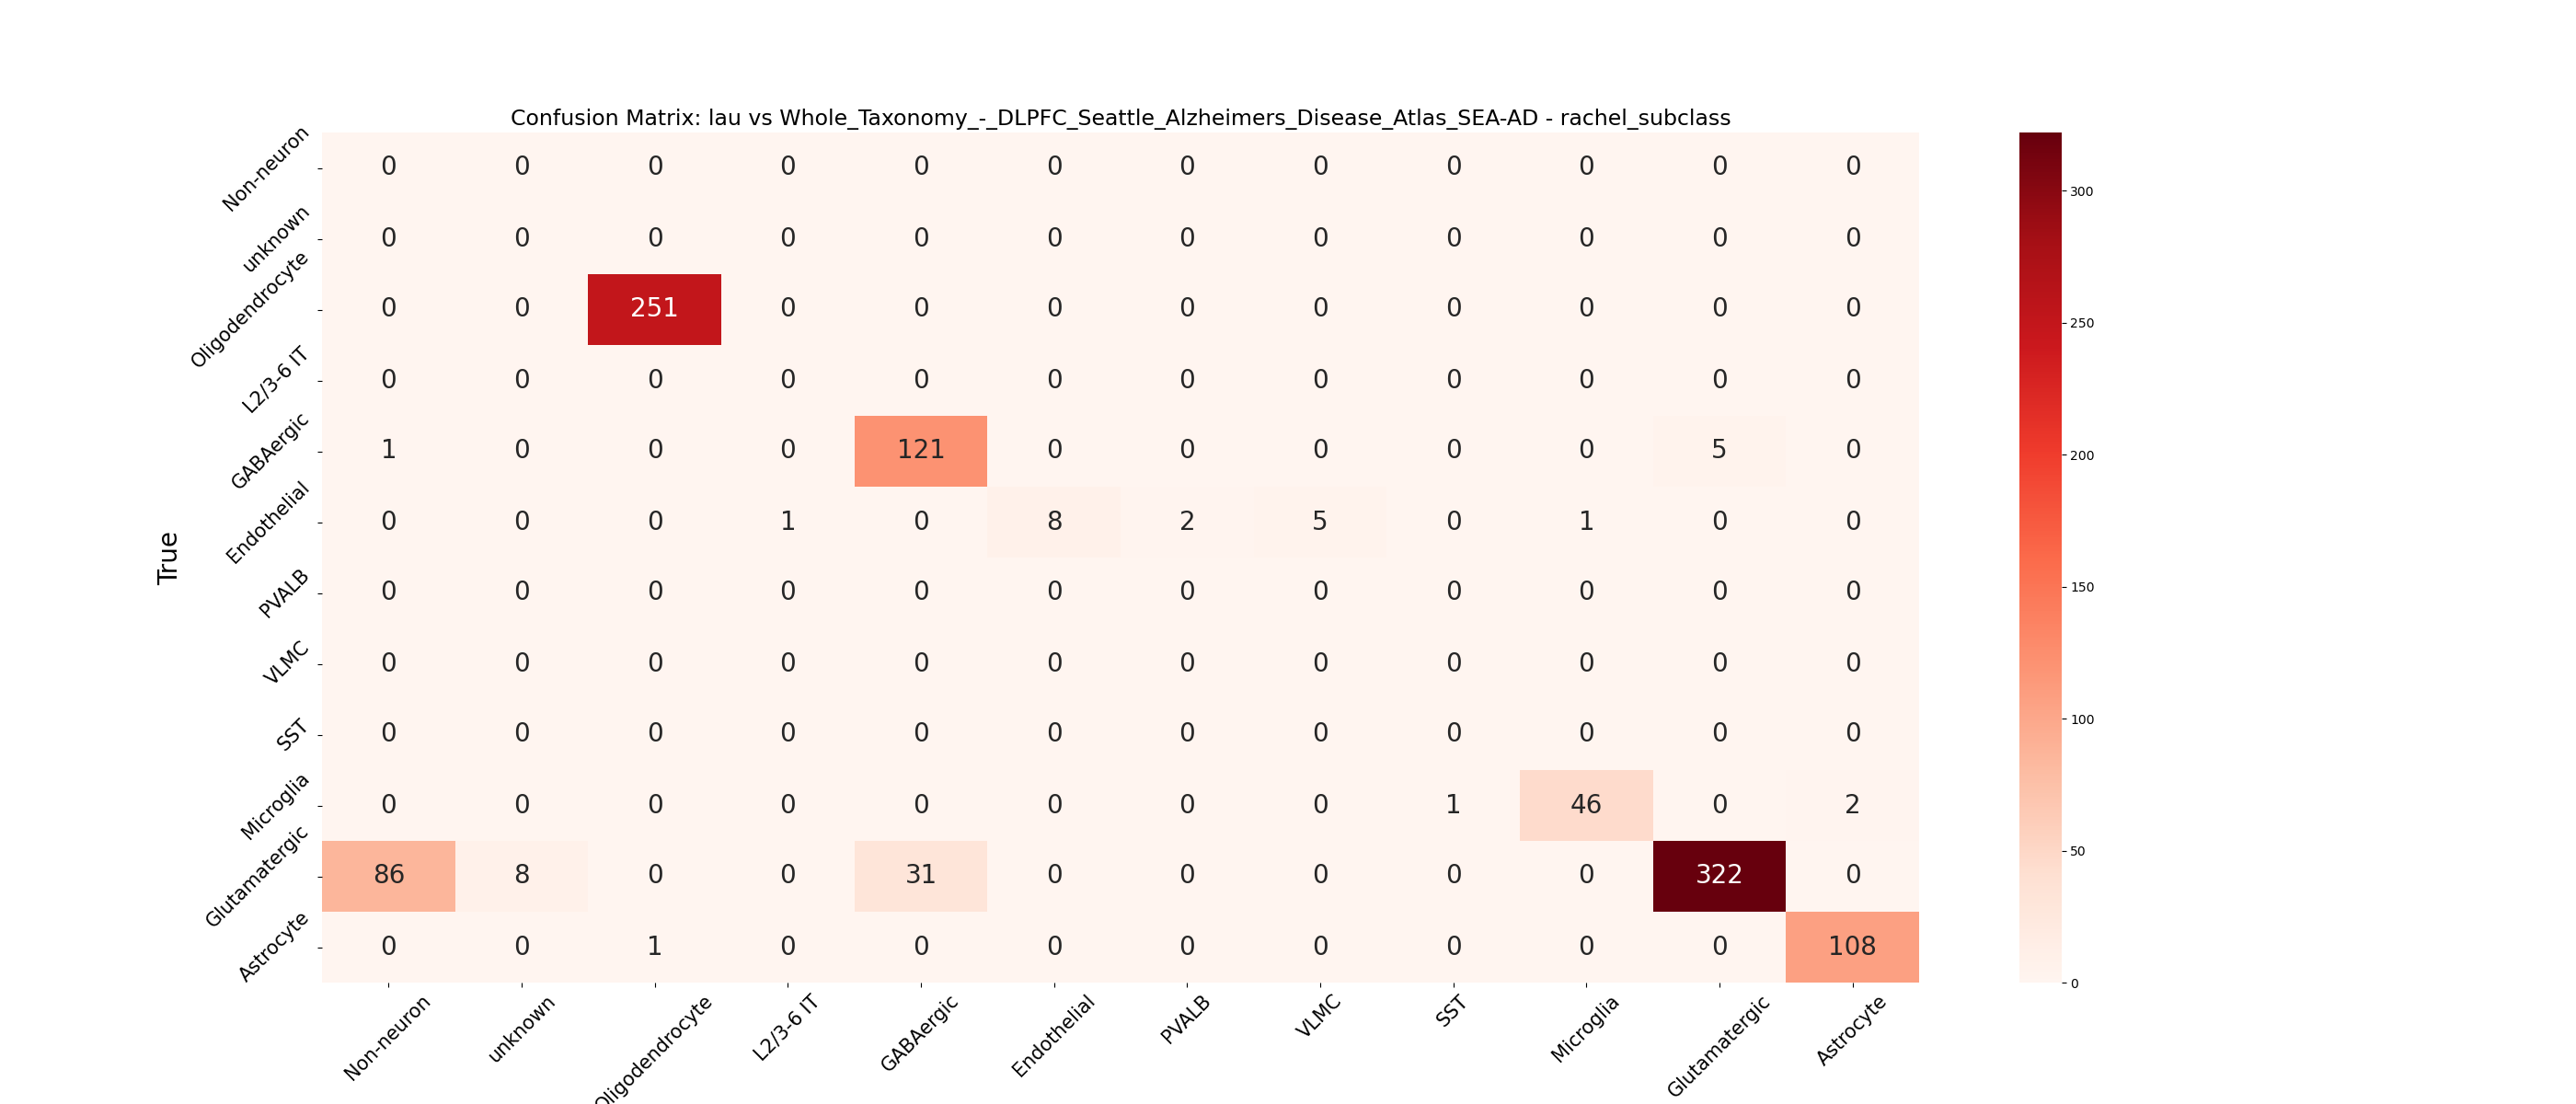 Confusion Matrix: lau vs Whole_Taxonomy_-_DLPFC_Seattle_Alzheimers_Disease_Atlas_SEA-AD - rachel_subclass
True
Non-neuron 0 0 0 0 0 0 0 0 0 0 0 0
unknown 0 0 0 0 0 0 0 0 0 0 0 0
Oligodendrocyte 0 0 251 0 0 0 0 0 0 0 0 0
L2/3-6 IT 0 0 0 0 0 0 0 0 0 0 0 0
GABAergic 1 0 0 0 121 0 0 0 0 0 5 0
Endothelial 0 0 0 1 0 8 2 5 0 1 0 0
PVALB 0 0 0 0 0 0 0 0 0 0 0 0
VLMC 0 0 0 0 0 0 0 0 0 0 0 0
SST 0 0 0 0 0 0 0 0 0 0 0 0
Microglia 0 0 0 0 0 0 0 0 1 46 0 2
Glutamatergic 86 8 0 0 31 0 0 0 0 0 322 0
Astrocyte 0 0 1 0 0 0 0 0 0 0 0 108
Non-neuron unknown Oligodendrocyte L2/3-6 IT GABAergic Endothelial PVALB VLMC SST Microglia Glutamatergic Astrocyte
300
250
200
150
100
50
0